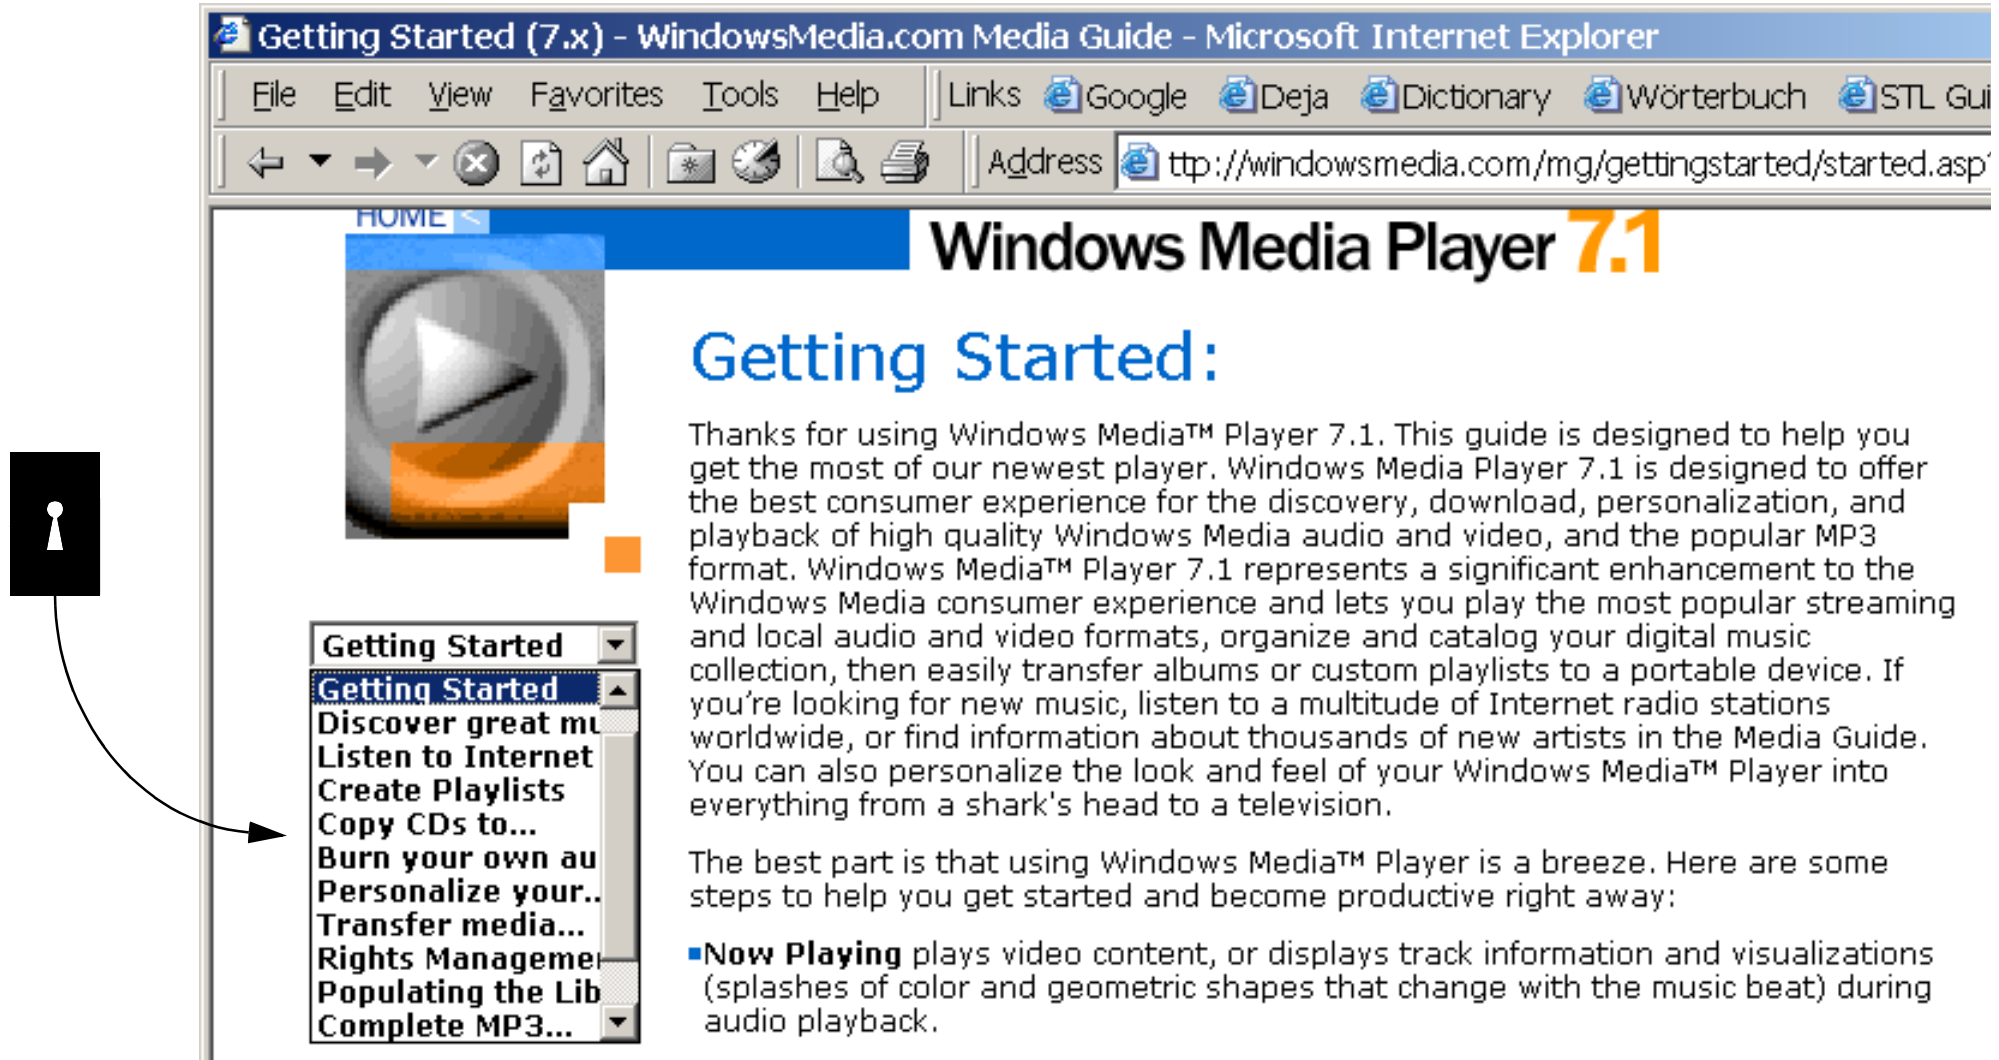 Getting Started (7.x) - WindowsMedia.com Media Guide - Microsoft Internet Explorer
File Edit View Favorites Tools Help Links Google Deja Dictionary Wörterbuch STL Gui
Address ttp://windowsmedia.com/mg/gettingstarted/started.asp?
HOME <
Windows Media Player 7.1
Getting Started:
Thanks for using Windows Media™ Player 7.1. This guide is designed to help you
get the most of our newest player. Windows Media Player 7.1 is designed to offer
the best consumer experience for the discovery, download, personalization, and
playback of high quality Windows Media audio and video, and the popular MP3
format. Windows Media™ Player 7.1 represents a significant enhancement to the
Windows Media consumer experience and lets you play the most popular streaming
and local audio and video formats, organize and catalog your digital music
collection, then easily transfer albums or custom playlists to a portable device. If
you're looking for new music, listen to a multitude of Internet radio stations
worldwide, or find information about thousands of new artists in the Media Guide.
You can also personalize the look and feel of your Windows Media™ Player into
everything from a shark's head to a television.
The best part is that using Windows Media™ Player is a breeze. Here are some
steps to help you get started and become productive right away:
Now Playing plays video content, or displays track information and visualizations
(splashes of color and geometric shapes that change with the music beat) during
audio playback.
Getting Started
Getting Started
Discover great mu
Listen to Internet
Create Playlists
Copy CDs to...
Burn your own au
Personalize your..
Transfer media...
Rights Managemen
Populating the Lib
Complete MP3...